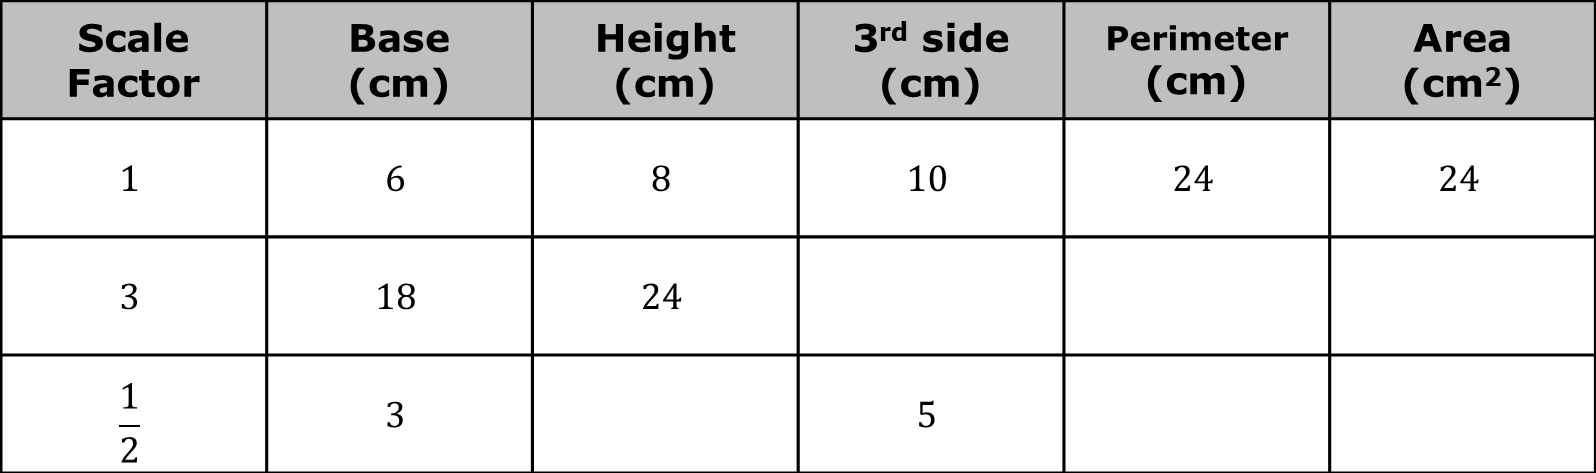 Scale Factor | Base (cm) | Height (cm) | 3rd side (cm) | Perimeter (cm) | Area (cm²)
1 | 6 | 8 | 10 | 24 | 24
3 | 18 | 24 | | |
1/2 | 3 | | 5 | |